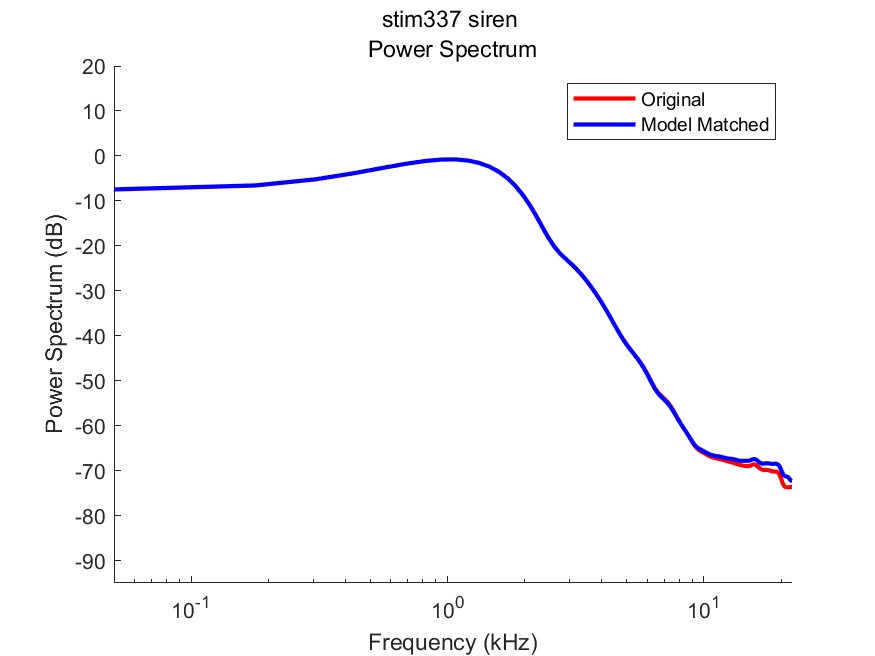 stim337 siren
Power Spectrum
Original
Model Matched
20
10
0
-10
-20
-30
-40
-50
-60
-70
-80
-90
Power Spectrum (dB)
10^-1
10^0
10^1
Frequency (kHz)